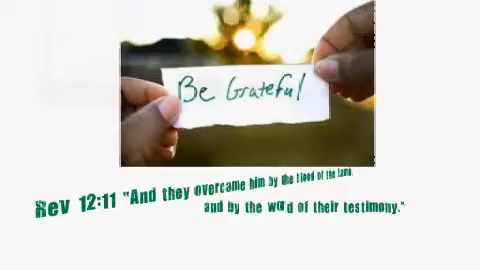 Be Grateful
Rev 12:11 "And they overcame him by the blood of the Lamb,
and by the word of their testimony."